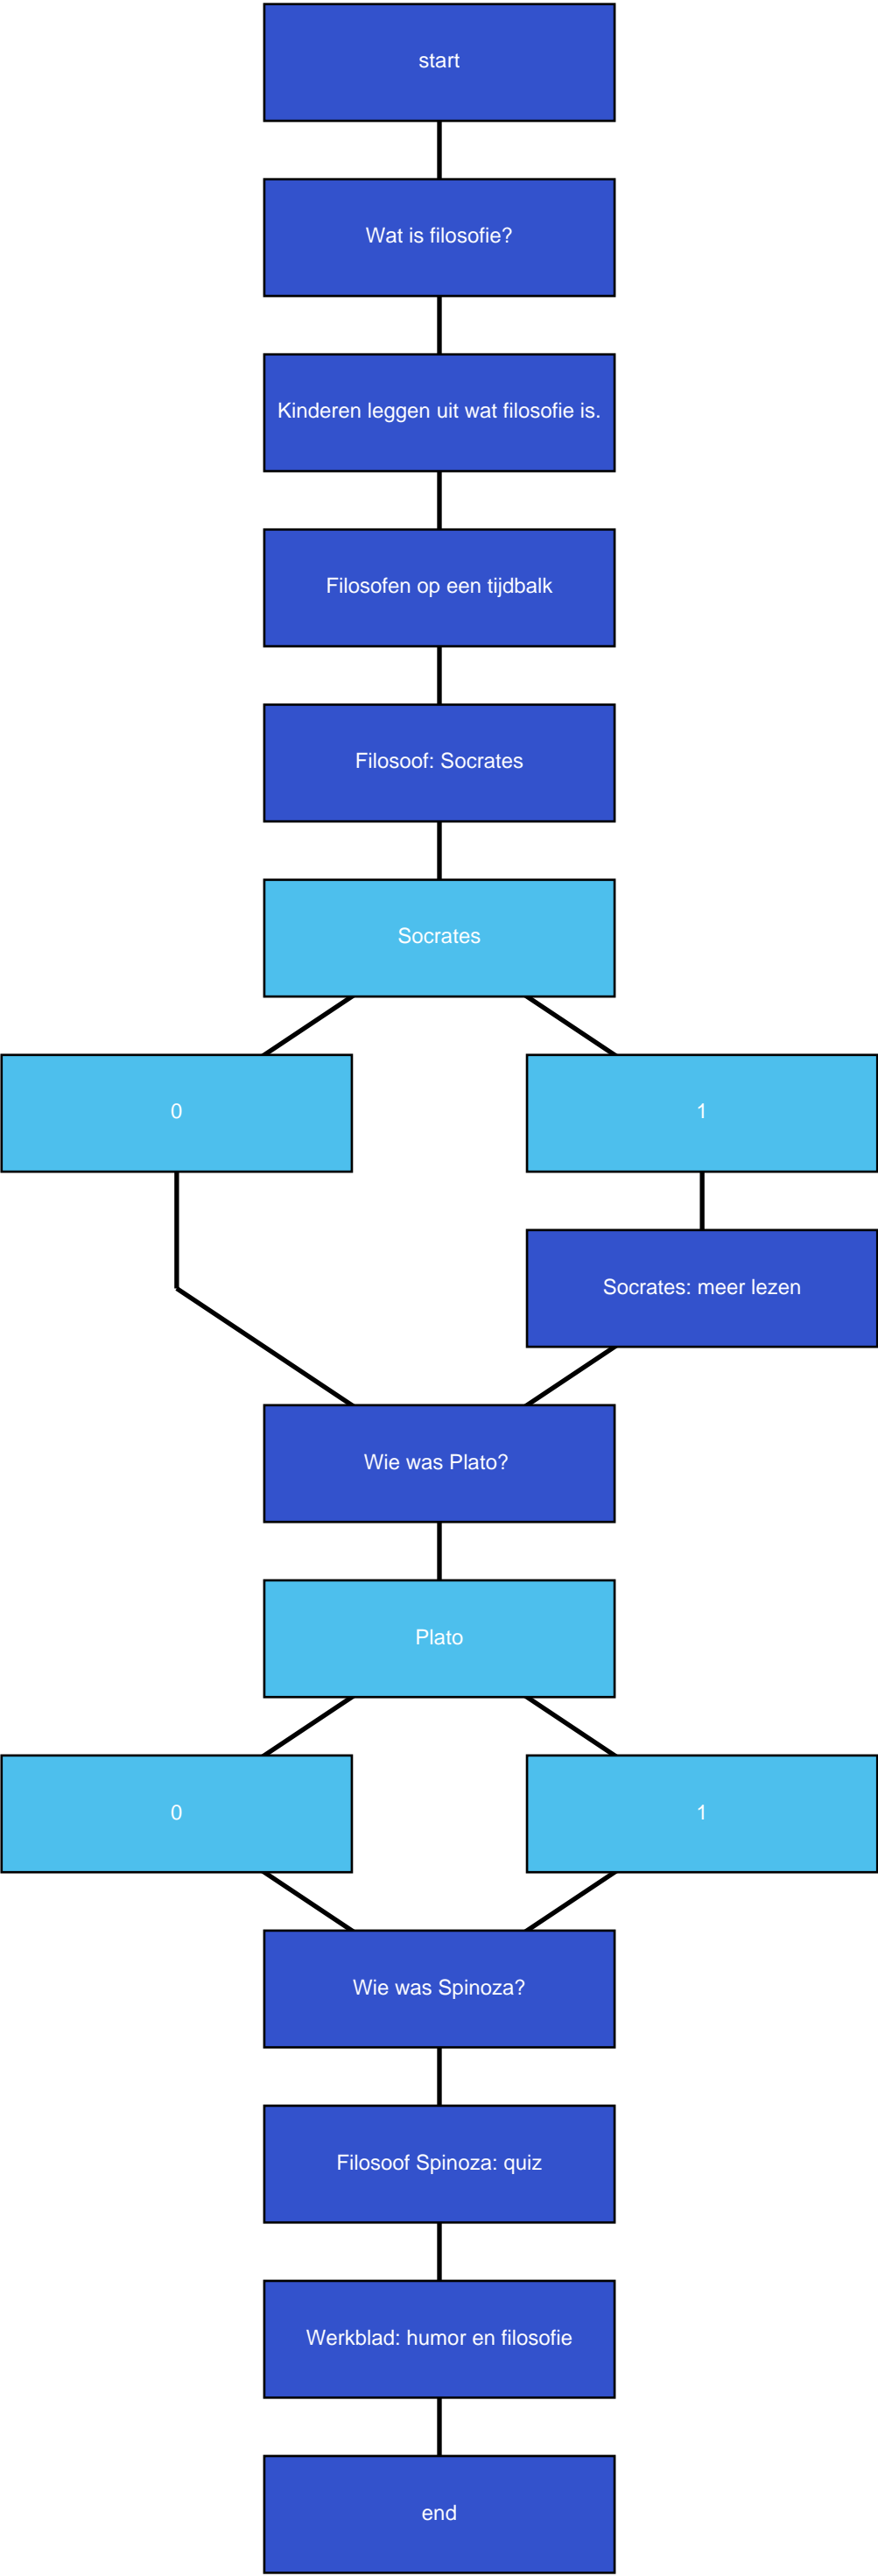 start
Wat is filosofie?
Kinderen leggen uit wat filosofie is.
Filosofen op een tijdbalk
Filosoof: Socrates
Socrates
0
1
Socrates: meer lezen
Wie was Plato?
Plato
0
1
Wie was Spinoza?
Filosoof Spinoza: quiz
Werkblad: humor en filosofie
end